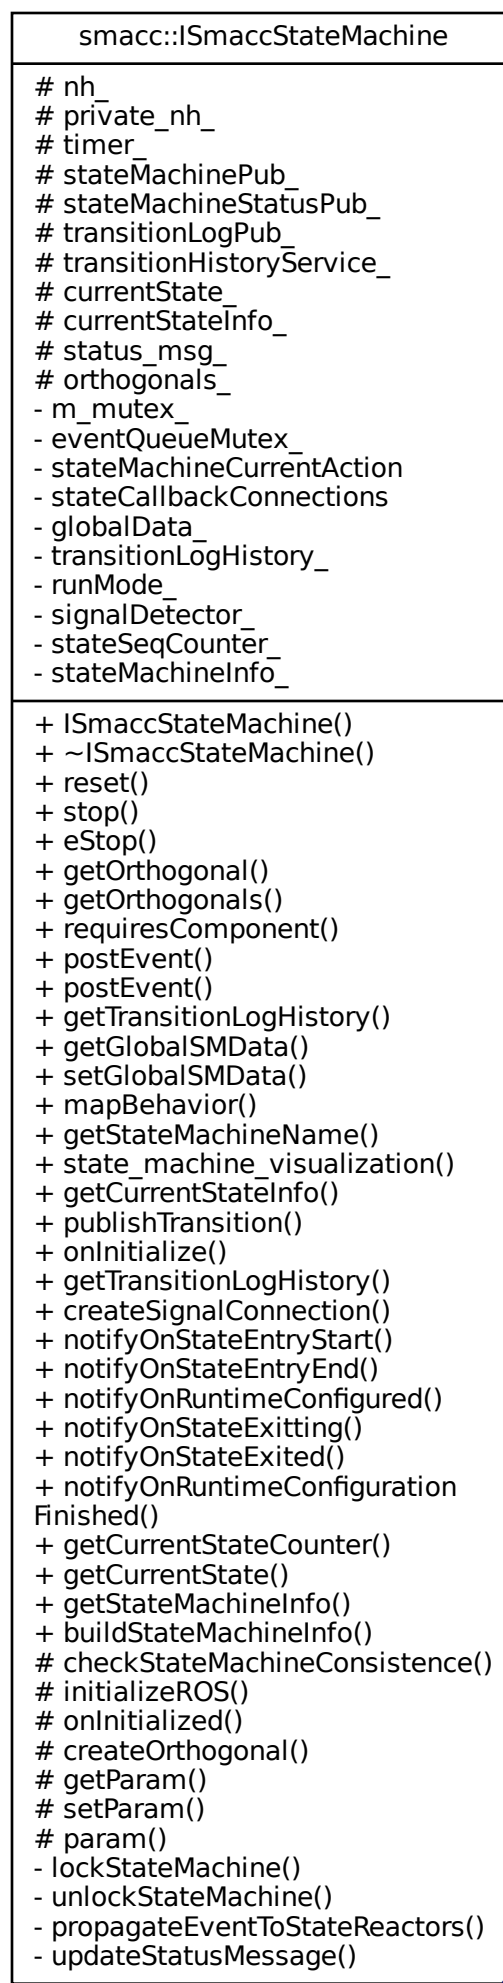 smacc::ISmaccStateMachine
# nh_
# private_nh_
# timer_
# stateMachinePub_
# stateMachineStatusPub_
# transitionLogPub_
# transitionHistoryService_
# currentState_
# currentStateInfo_
# status_msg_
# orthogonals_
- m_mutex_
- eventQueueMutex_
- stateMachineCurrentAction
- stateCallbackConnections
- globalData_
- transitionLogHistory_
- runMode_
- signalDetector_
- stateSeqCounter_
- stateMachineInfo_
+ ISmaccStateMachine()
+ ~ISmaccStateMachine()
+ reset()
+ stop()
+ eStop()
+ getOrthogonal()
+ getOrthogonals()
+ requiresComponent()
+ postEvent()
+ postEvent()
+ getTransitionLogHistory()
+ getGlobalSMData()
+ setGlobalSMData()
+ mapBehavior()
+ getStateMachineName()
+ state_machine_visualization()
+ getCurrentStateInfo()
+ publishTransition()
+ onInitialize()
+ getTransitionLogHistory()
+ createSignalConnection()
+ notifyOnStateEntryStart()
+ notifyOnStateEntryEnd()
+ notifyOnRuntimeConfigured()
+ notifyOnStateExitting()
+ notifyOnStateExited()
+ notifyOnRuntimeConfiguration
Finished()
+ getCurrentStateCounter()
+ getCurrentState()
+ getStateMachineInfo()
+ buildStateMachineInfo()
# checkStateMachineConsistence()
# initializeROS()
# onInitialized()
# createOrthogonal()
# getParam()
# setParam()
# param()
- lockStateMachine()
- unlockStateMachine()
- propagateEventToStateReactors()
- updateStatusMessage()